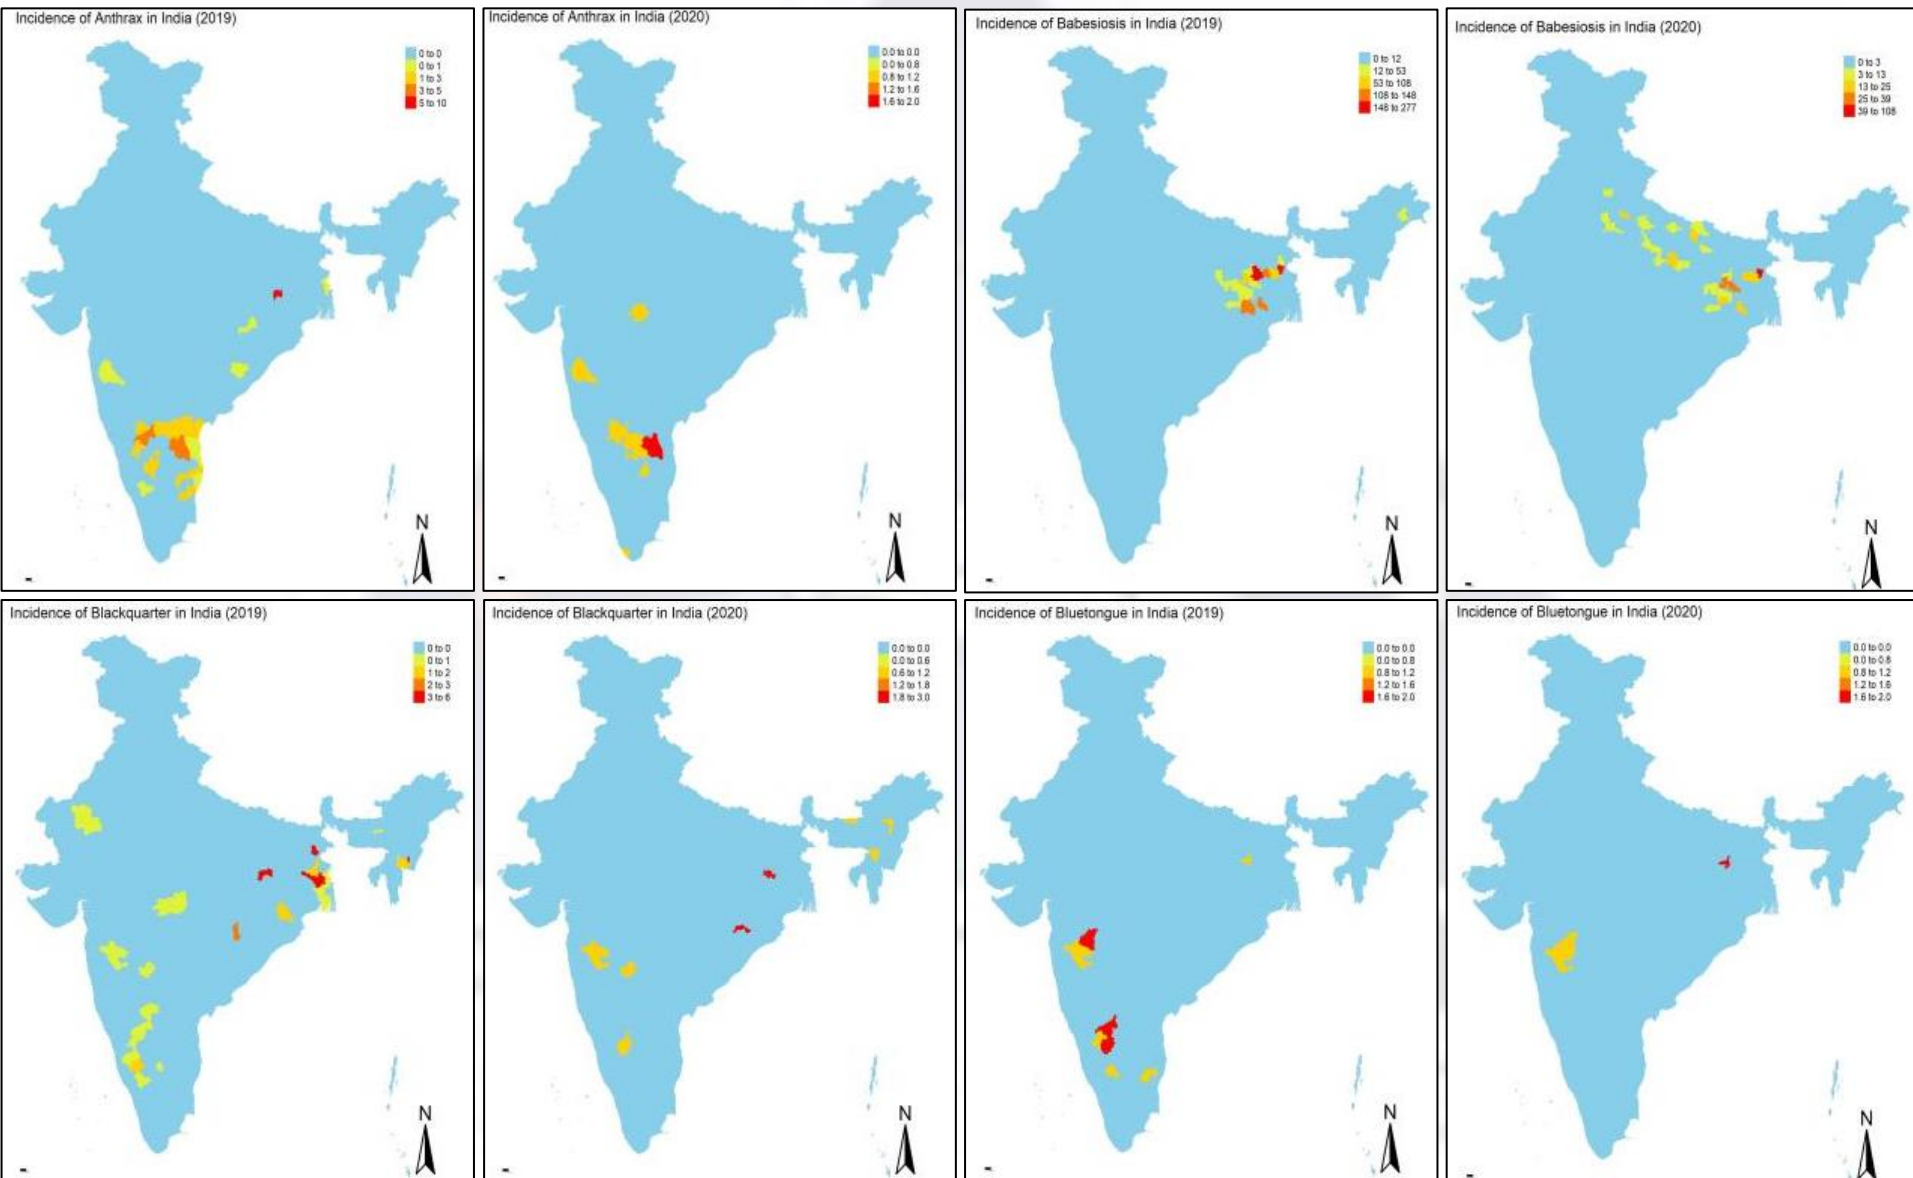 Incidence of Anthrax in India (2019)
0 to 0
0 to 1
1 to 3
3 to 5
5 to 10
N
Incidence of Anthrax in India (2020)
0.0 to 0.0
0.0 to 0.8
0.8 to 1.2
1.2 to 1.6
1.6 to 2.0
N
Incidence of Babesiosis in India (2019)
0 to 12
12 to 53
53 to 108
108 to 148
148 to 277
N
Incidence of Babesiosis in India (2020)
0 to 3
3 to 13
13 to 25
25 to 39
39 to 108
N
Incidence of Blackquarter in India (2019)
0 to 0
0 to 1
1 to 2
2 to 3
3 to 6
N
Incidence of Blackquarter in India (2020)
0.0 to 0.0
0.0 to 0.6
0.6 to 1.2
1.2 to 1.8
1.8 to 3.0
N
Incidence of Bluetongue in India (2019)
0.0 to 0.0
0.0 to 0.8
0.8 to 1.2
1.2 to 1.6
1.6 to 2.0
N
Incidence of Bluetongue in India (2020)
0.0 to 0.0
0.0 to 0.8
0.8 to 1.2
1.2 to 1.6
1.6 to 2.0
N